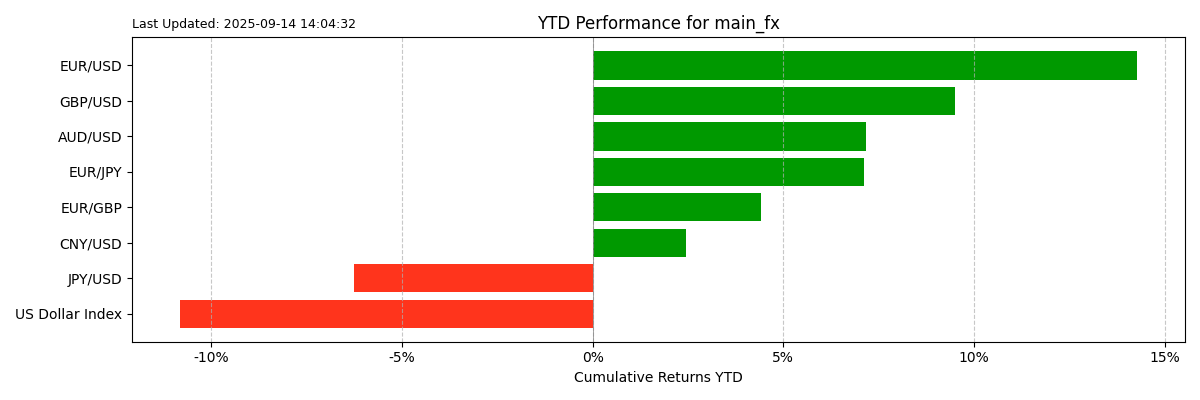 Last Updated: 2025-09-14 14:04:32
YTD Performance for main_fx
EUR/USD
GBP/USD
AUD/USD
EUR/JPY
EUR/GBP
CNY/USD
JPY/USD
US Dollar Index
-10%
-5%
0%
5%
10%
15%
Cumulative Returns YTD